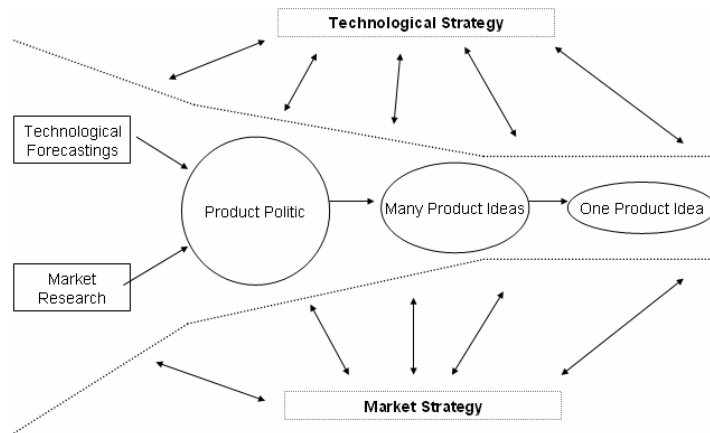 Technological Strategy
Technological
Forecastings
Product Politic
Many Product Ideas
One Product Idea
Market
Research
Market Strategy